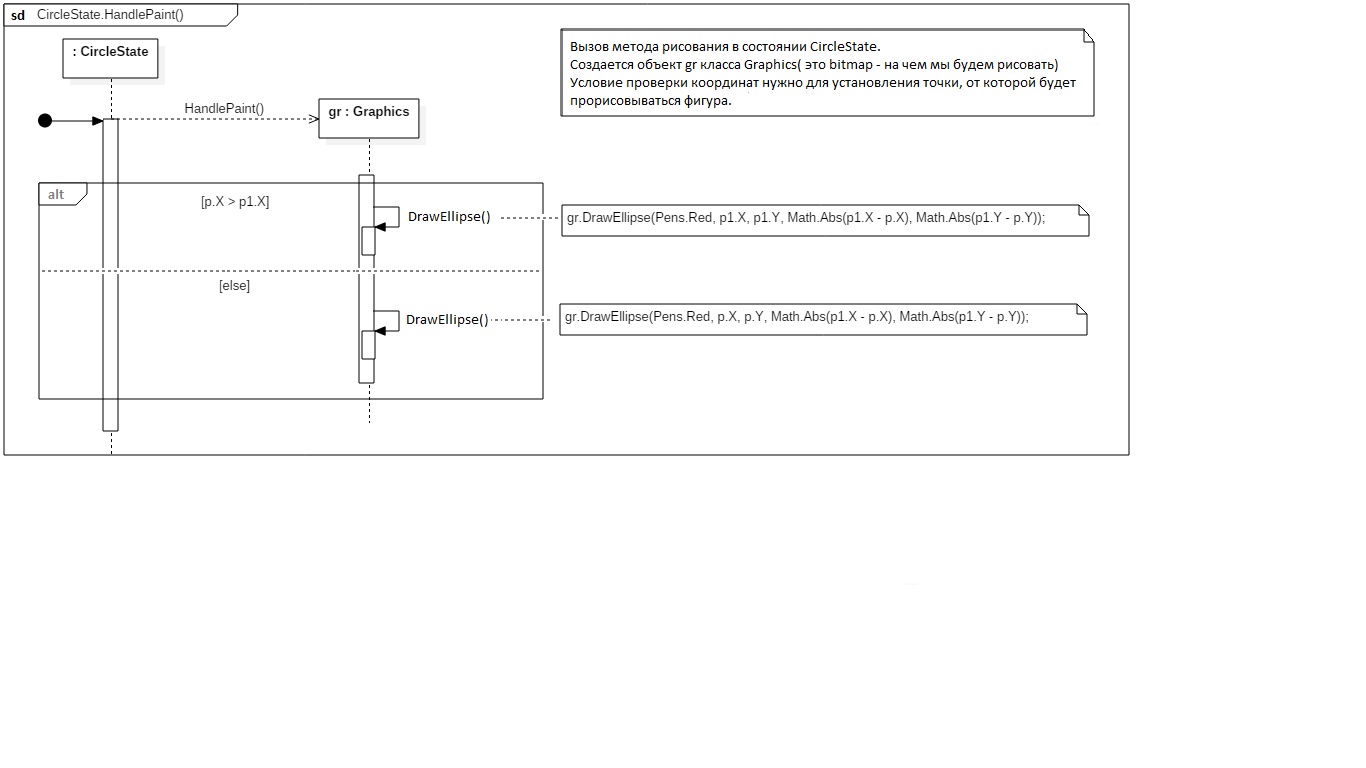 sd CircleState.HandlePaint()
: CircleState
Вызов метода рисования в состоянии CircleState.
Создается объект gr класса Graphics( это bitmap - на чем мы будем рисовать)
Условие проверки координат нужно для установления точки, от которой будет
прорисовываться фигура.
HandlePaint()
gr : Graphics
alt
[p.X > p1.X]
DrawEllipse()
gr.DrawEllipse(Pens.Red, p1.X, p1.Y, Math.Abs(p1.X - p.X), Math.Abs(p1.Y - p.Y));
[else]
DrawEllipse()
gr.DrawEllipse(Pens.Red, p.X, p.Y, Math.Abs(p1.X - p.X), Math.Abs(p1.Y - p.Y));